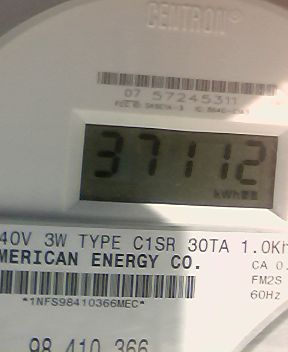 CENTRON®
07 57245311
37112
kWh
40V 3W TYPE C1SR 30TA 1.0Kh
MERICAN ENERGY CO.
CA 0.
*1NFS98410366MEC*
FM2S
60Hz
98 410 366